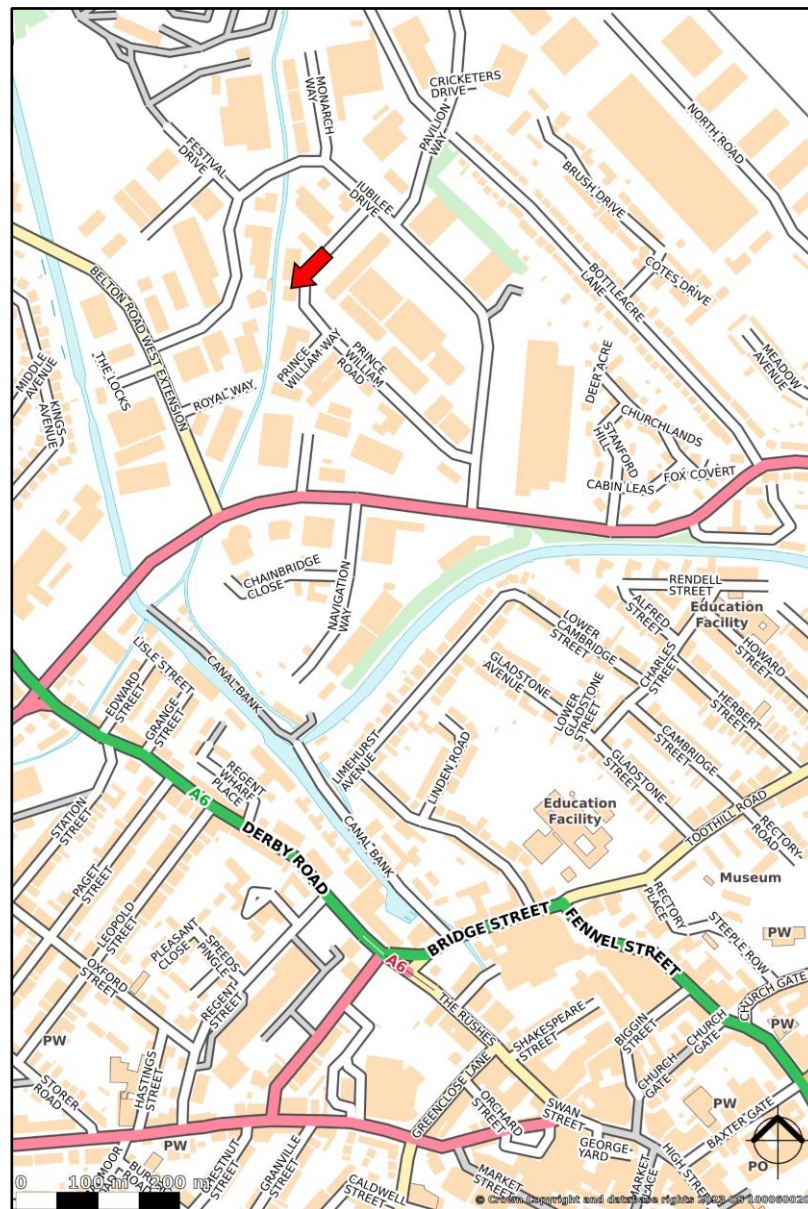 CRICKETERS
DRIVE
MONARCH
WAY
PAVILION
WAY
NORTH ROAD
FESTIVAL
DRIVE
JUBILEE
DRIVE
BRUSH DRIVE
COTES DRIVE
BOTTLEACRE
LANE
BELTON ROAD WEST EXTENSION
MIDDLE
AVENUE
KINGS
AVENUE
THE LOCKS
ROYAL WAY
PRINCE
WILLIAM WAY
PRINCE
WILLIAM
ROAD
MEADOW
AVENUE
DEER ACRE
CHURCHLANDS
STANFORD
HILL
FOX COVERT
CABIN LEAS
CHAINBRIDGE
CLOSE
NAVIGATION
WAY
RENDELL
STREET
Education
Facility
ALFRED
STREET
HOWARD
STREET
LOWER
CAMBRIDGE
STREET
CHARLES
STREET
HERBERT
STREET
GLADSTONE
AVENUE
LOWER
GLADSTONE
STREET
CAMBRIDGE
STREET
GLADSTONE
STREET
LISLE STREET
EDWARD
STREET
GRANGE
STREET
CANAL BANK
LIMEHURST
AVENUE
LINDEN ROAD
REGENT
WHARF
PLACE
A6
DERBY ROAD
CANAL BANK
Education
Facility
TOOTHILL ROAD
RECTORY
ROAD
STATION
STREET
PAGET
STREET
LEOPOLD
STREET
PLEASANT
CLOSE
SPEEDS
PINGLE
OXFORD
STREET
REGENT
STREET
BRIDGE STREET
FENNEL STREET
A6
THE RUSHES
RECTORY
PLACE
Museum
STEEPLE ROW
PW
CHURCH GATE
PW
SHAKESPEARE
STREET
BIGGIN
STREET
CHURCH
GATE
CHURCH
GATE
PW
HASTINGS
STREET
STORER
ROAD
PW
GREENCLOSE LANE
ORCHARD
STREET
SWAN
STREET
GEORGE
YARD
PW
BAXTER GATE
HIGH STREET
PO
MARKET
STREET
GRANVILLE
STREET
CALDWELL
STREET
0 100 m 200 m